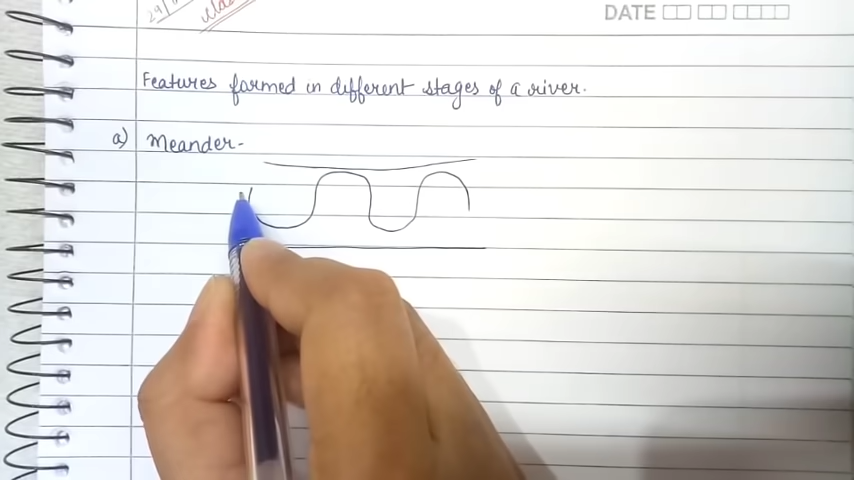 DATE
Features formed in different stages of a river.
a) Meander-